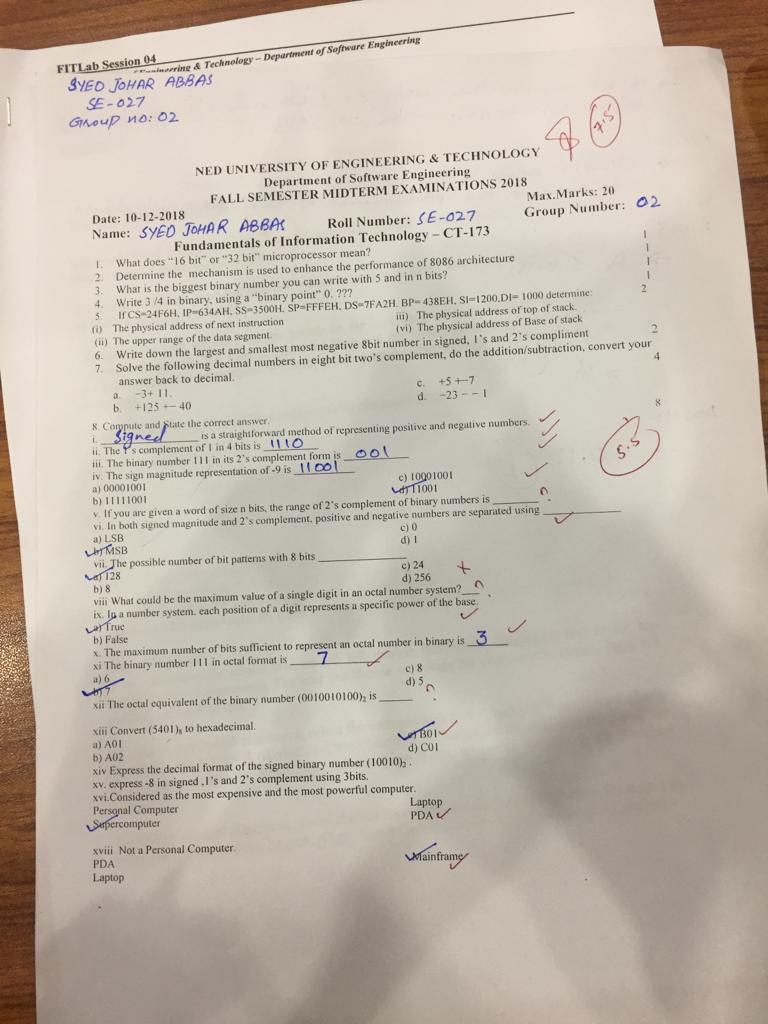 FITLab Session 04
Engineering & Technology – Department of Software Engineering
SYED JOHAR ABBAS
SE-027
Group no: 02
8
7.5
NED UNIVERSITY OF ENGINEERING & TECHNOLOGY
Department of Software Engineering
FALL SEMESTER MIDTERM EXAMINATIONS 2018
Date: 10-12-2018 Max.Marks: 20
Name: SYED JOHAR ABBAS Roll Number: SE-027 Group Number: 02
Fundamentals of Information Technology – CT-173
1. What does "16 bit" or "32 bit" microprocessor mean? 1
2. Determine the mechanism is used to enhance the performance of 8086 architecture 1
3. What is the biggest number you can write with 5 and in n bits? 1
4. Write 3 /4 in binary, using a "binary point" 0. ??? 1
5. If CS=24F6H, IP=634AH, SS=3500H, SP=FFFEH, DS=7FA2H, BP= 438EH, SI=1200,DI= 1000 determine: 2
(i) The physical address of next instruction iii) The physical address of top of stack.
(ii) The upper range of the data segment. (vi) The physical address of Base of stack
6. Write down the largest and smallest most negative 8bit number in signed, 1's and 2's compliment 2
7. Solve the following decimal numbers in eight bit two's complement, do the addition/subtraction, convert your 4
answer back to decimal.
a. -3+ 11. c. +5 +-7
b. +125 +- 40 d. -23 - - 1
8. Compute and State the correct answer. 8
i. Signed is a straightforward method of representing positive and negative numbers.
ii. The 1's complement of 1 in 4 bits is 1110
iii. The binary number 111 in its 2's complement form is 001
5.5
iv. The sign magnitude representation of -9 is 11001
a) 00001001 c) 10001001
b) 11111001 d) 11001
v. If you are given a word of size n bits, the range of 2's complement of binary numbers is ________
vi. In both signed magnitude and 2's complement, positive and negative numbers are separated using ________
a) LSB c) 0
b) MSB d) 1
vii. The possible number of bit patterns with 8 bits ________
a) 128 c) 24
b) 8 d) 256
viii What could be the maximum value of a single digit in an octal number system?___
ix. In a number system, each position of a digit represents a specific power of the base.
a) True
b) False
x. The maximum number of bits sufficient to represent an octal number in binary is 3
xi The binary number 111 in octal format is 7
a) 6 c) 8
b) 7 d) 5
xii The octal equivalent of the binary number (0010010100)₂ is ______
xiii Convert (5401)₈ to hexadecimal.
a) A01 c) B01
b) A02 d) C01
xiv Express the decimal format of the signed binary number (10010)₂ .
xv. express -8 in signed ,1's and 2's complement using 3bits.
xvi.Considered as the most expensive and the most powerful computer.
Personal Computer Laptop
Supercomputer PDA
xviii Not a Personal Computer.
PDA Mainframe
Laptop